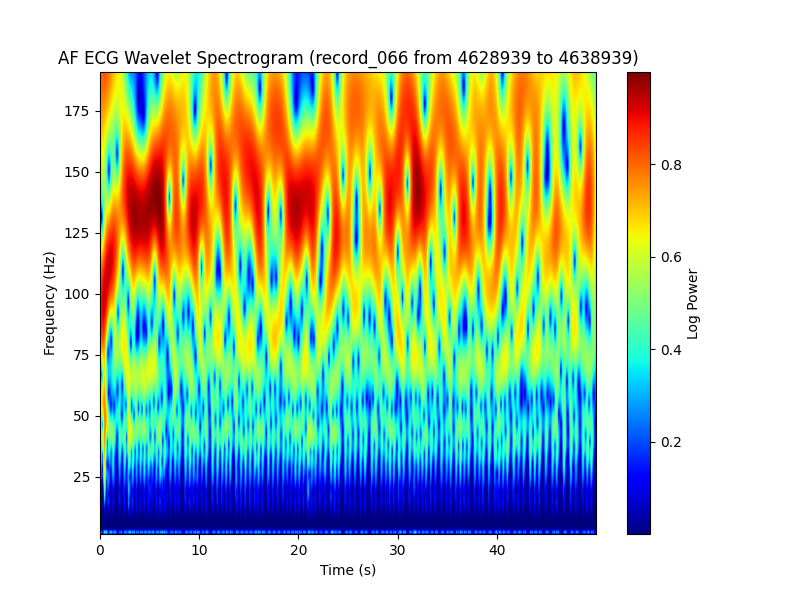 AF ECG Wavelet Spectrogram (record_066 from 4628939 to 4638939)
175
150
125
100
75
50
25
Frequency (Hz)
0 10 20 30 40
Time (s)
0.8
0.6
0.4
0.2
Log Power